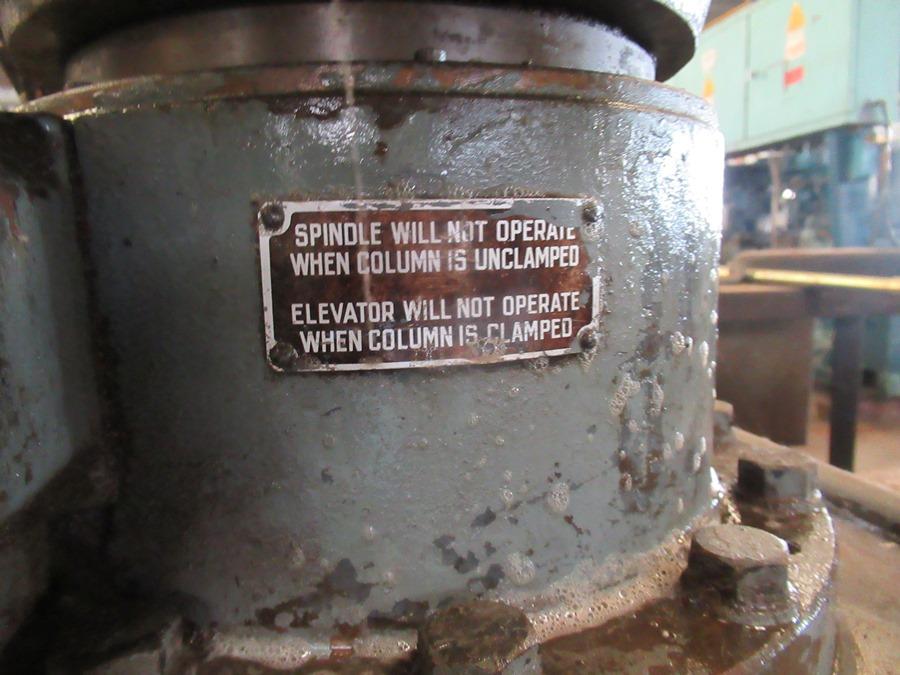 SPINDLE WILL NOT OPERATE
WHEN COLUMN IS UNCLAMPED
ELEVATOR WILL NOT OPERATE
WHEN COLUMN IS CLAMPED